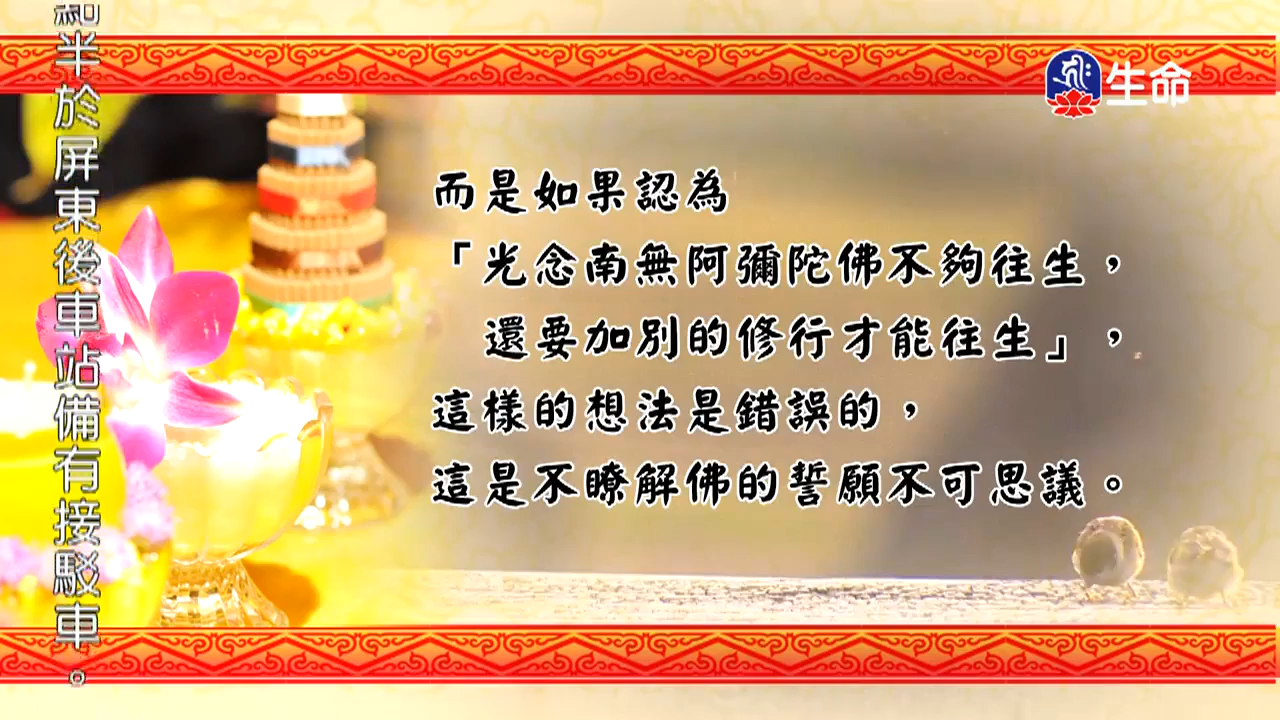 生命
而是如果認為
「光念南無阿彌陀佛不夠往生，
還要加別的修行才能往生」，
這樣的想法是錯誤的，
這是不瞭解佛的誓願不可思議。
半於屏東後車站備有接駁車。